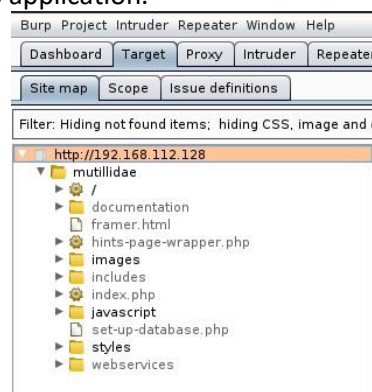 application.
Burp Project Intruder Repeater Window Help
Dashboard Target Proxy Intruder Repeater
Site map Scope Issue definitions
Filter: Hiding not found items; hiding CSS, image and
http://192.168.112.128
mutillidae
/
documentation
framer.html
hints-page-wrapper.php
images
includes
index.php
javascript
set-up-database.php
styles
webservices